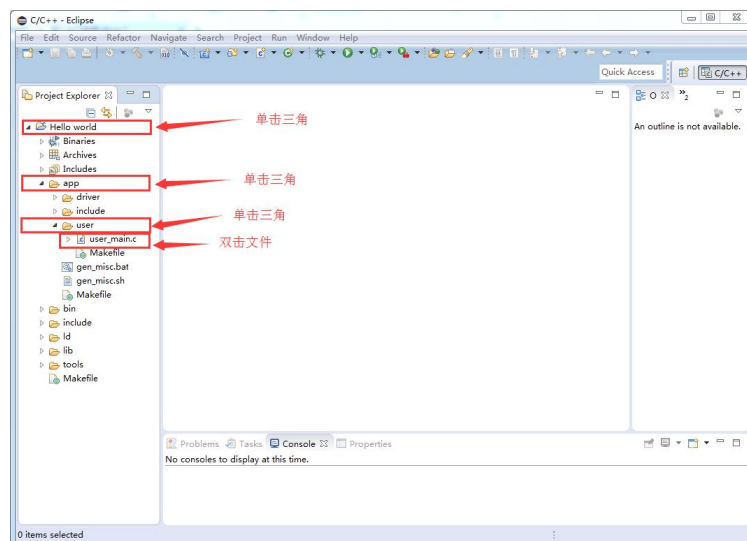 C/C++ - Eclipse
File Edit Source Refactor Navigate Search Project Run Window Help
Quick Access
C/C++
Project Explorer
Hello world
单击三角
Binaries
Archives
Includes
app
单击三角
driver
include
单击三角
user
user_main.c
双击文件
Makefile
gen_misc.bat
gen_misc.sh
Makefile
bin
include
ld
lib
tools
Makefile
O
2
An outline is not available.
Problems Tasks Console Properties
No consoles to display at this time.
0 items selected